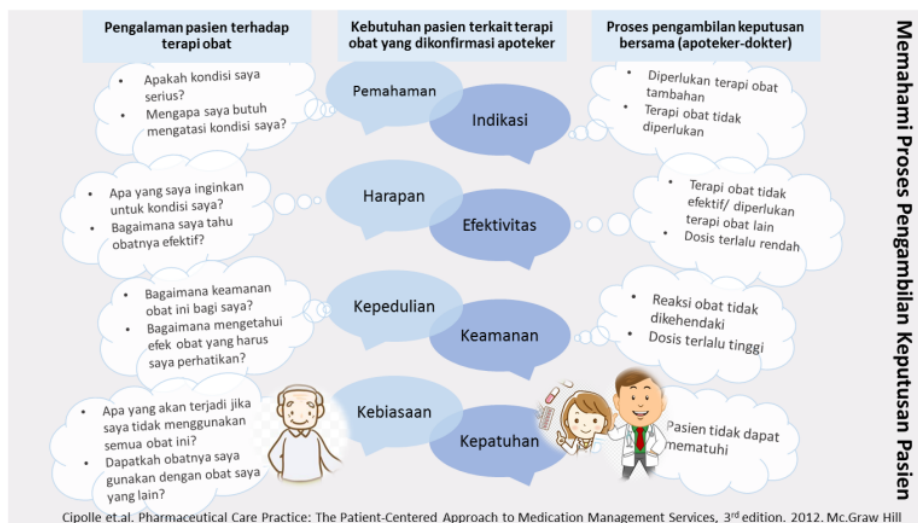 Pengalaman pasien terhadap
terapi obat
Kebutuhan pasien terkait terapi
obat yang dikonfirmasi apoteker
Proses pengambilan keputusan
bersama (apoteker-dokter)
Memahami Proses Pengambilan Keputusan Pasien
• Apakah kondisi saya
serius?
• Mengapa saya butuh
mengatasi kondisi saya?
Pemahaman
Indikasi
• Diperlukan terapi obat
tambahan
• Terapi obat tidak
diperlukan
• Apa yang saya inginkan
untuk kondisi saya?
• Bagaimana saya tahu
obatnya efektif?
Harapan
Efektivitas
• Terapi obat tidak
efektif/ diperlukan
terapi obat lain
• Dosis terlalu rendah
• Bagaimana keamanan
obat ini bagi saya?
• Bagaimana mengetahui
efek obat yang harus
saya perhatikan?
Kepedulian
Keamanan
• Reaksi obat tidak
dikehendaki
• Dosis terlalu tinggi
• Apa yang akan terjadi jika
saya tidak menggunakan
semua obat ini?
• Dapatkah obatnya saya
gunakan dengan obat saya
yang lain?
Kebiasaan
Kepatuhan
Pasien tidak dapat
mematuhi
Cipolle et.al. Pharmaceutical Care Practice: The Patient-Centered Approach to Medication Management Services, 3rd edition. 2012. Mc.Graw Hill